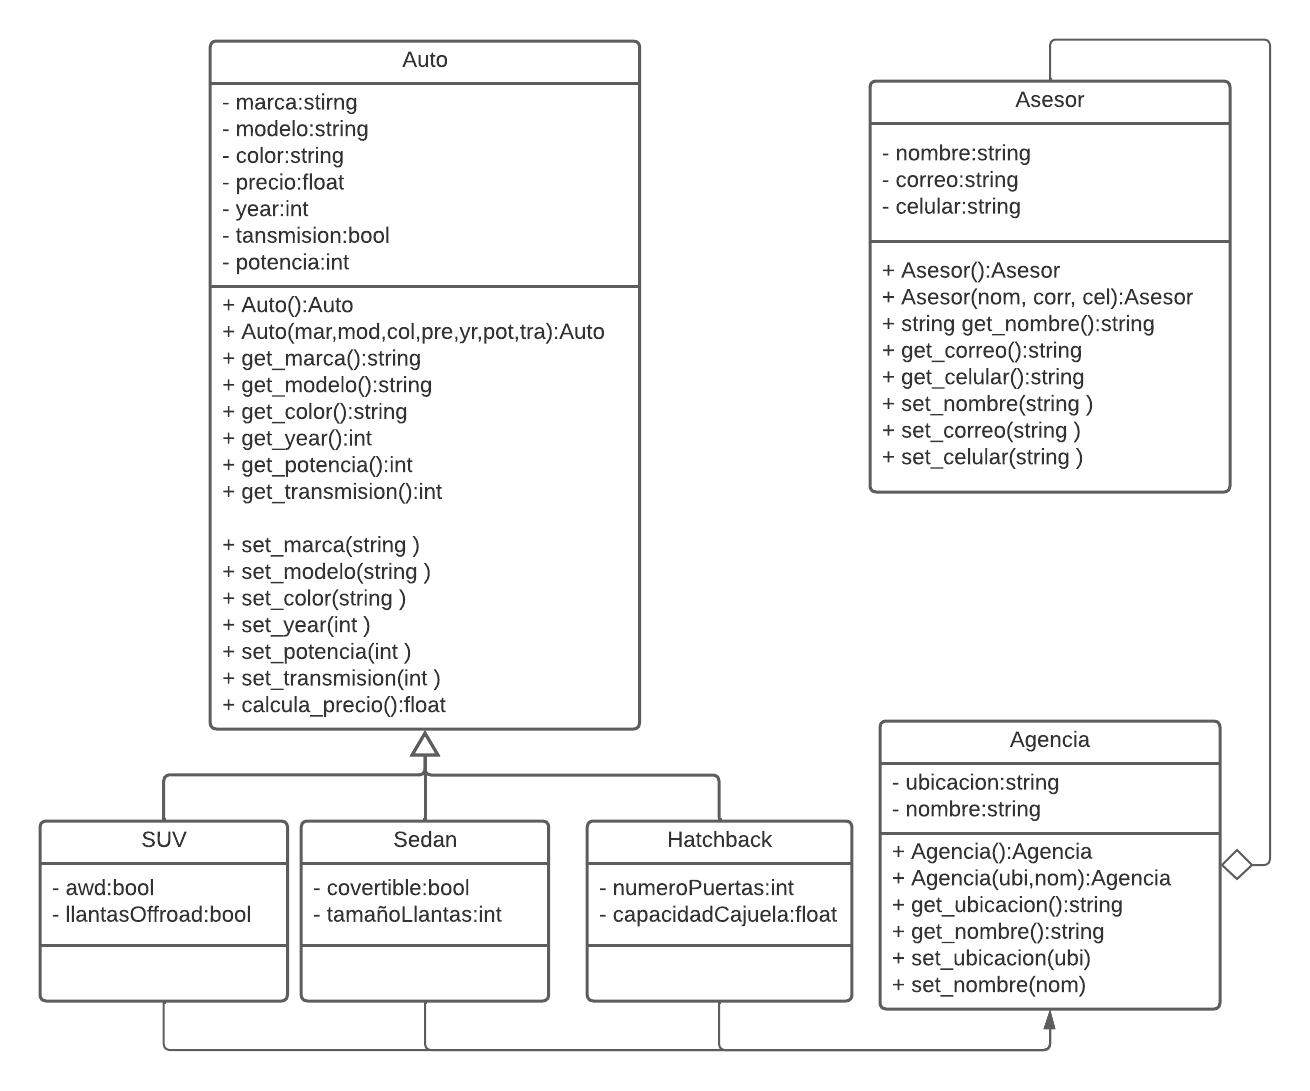 Auto
- marca:stirng
- modelo:string
- color:string
- precio:float
- year:int
- tansmision:bool
- potencia:int
+ Auto():Auto
+ Auto(mar,mod,col,pre,yr,pot,tra):Auto
+ get_marca():string
+ get_modelo():string
+ get_color():string
+ get_year():int
+ get_potencia():int
+ get_transmision():int
+ set_marca(string )
+ set_modelo(string )
+ set_color(string )
+ set_year(int )
+ set_potencia(int )
+ set_transmision(int )
+ calcula_precio():float
Asesor
- nombre:string
- correo:string
- celular:string
+ Asesor():Asesor
+ Asesor(nom, corr, cel):Asesor
+ string get_nombre():string
+ get_correo():string
+ get_celular():string
+ set_nombre(string )
+ set_correo(string )
+ set_celular(string )
SUV
- awd:bool
- llantasOffroad:bool
Sedan
- covertible:bool
- tamañoLlantas:int
Hatchback
- numeroPuertas:int
- capacidadCajuela:float
Agencia
- ubicacion:string
- nombre:string
+ Agencia():Agencia
+ Agencia(ubi,nom):Agencia
+ get_ubicacion():string
+ get_nombre():string
+ set_ubicacion(ubi)
+ set_nombre(nom)